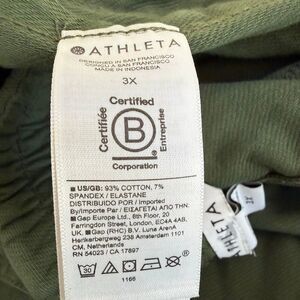 ATHLETA
DESIGNED IN SAN FRANCISCO
CONÇU À SAN FRANCISCO
MADE IN INDONESIA
3X
Certified
Certifiée
B
Entreprise
Corporation
US/GB: 93% COTTON, 7%
SPANDEX / ELASTANE
DISTRIBUIDO POR / Imported
By/Importe Par / ΕΙΣΑΓΕΤΑΙ ΑΠΟ ΤΗΝ:
Gap Europe Ltd., 6th Floor, 20
Farringdon Street, London, EC4A 4AB.
U.K. Gap (RHC) B.V. Luna ArenA
Herikerbergweg 238 Amsterdam 1101
CM, Netherlands
RN 54023 / CA 17897
30
1166
ATHLETA
3X